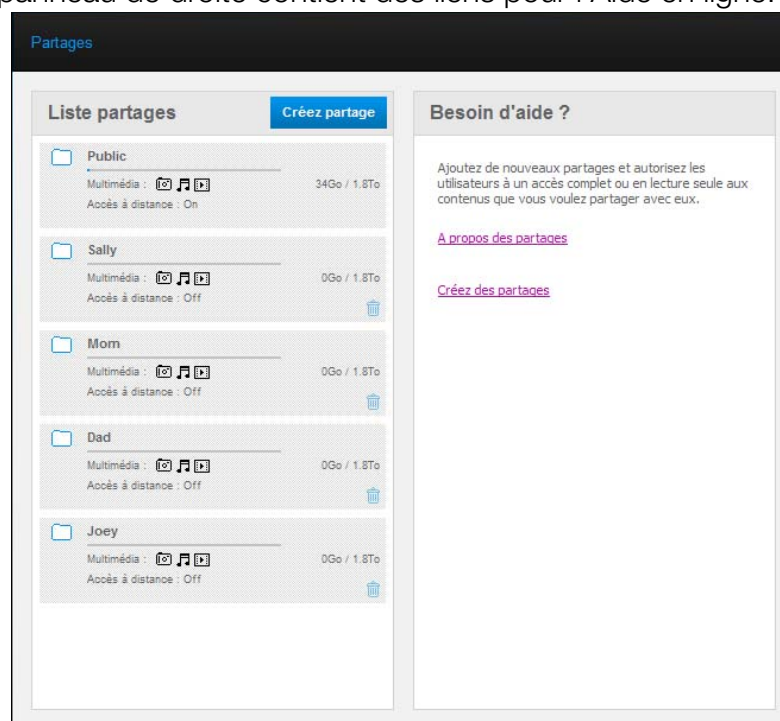 panneau de droite contient des liens pour l'Aide en ligne.
Partages
Liste partages
Créez partage
Public
Multimédia :
34Go / 1.8To
Accès à distance : On
Sally
Multimédia :
0Go / 1.8To
Accès à distance : Off
Mom
Multimédia :
0Go / 1.8To
Accès à distance : Off
Dad
Multimédia :
0Go / 1.8To
Accès à distance : Off
Joey
Multimédia :
0Go / 1.8To
Accès à distance : Off
Besoin d'aide ?
Ajoutez de nouveaux partages et autorisez les
utilisateurs à un accès complet ou en lecture seule aux
contenus que vous voulez partager avec eux.
A propos des partages
Créez des partages